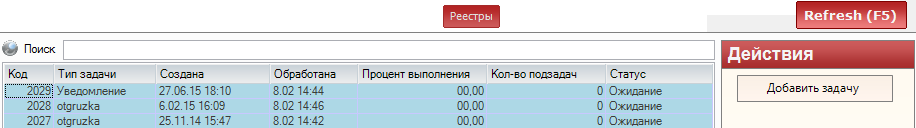 Реестры
Refresh (F5)
Поиск
Действия
Код Тип задачи Создана Обработана Процент выполнения Кол-во подзадач Статус
2029 Уведомление 27.06.15 18:10 8.02 14:44 00,00 0 Ожидание
Добавить задачу
2028 otgruzka 6.02.15 16:09 8.02 14:46 00,00 0 Ожидание
2027 otgruzka 25.11.14 15:47 8.02 14:42 00,00 0 Ожидание